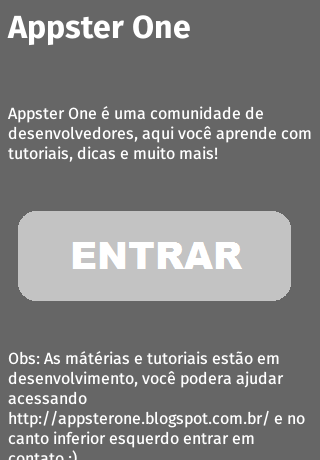 Appster One
Appster One é uma comunidade de
desenvolvedores, aqui você aprende com
tutoriais, dicas e muito mais!
ENTRAR
Obs: As mátérias e tutoriais estão em
desenvolvimento, você podera ajudar
acessando
http://appsterone.blogspot.com.br/ e no
canto inferior esquerdo entrar em
contato :)